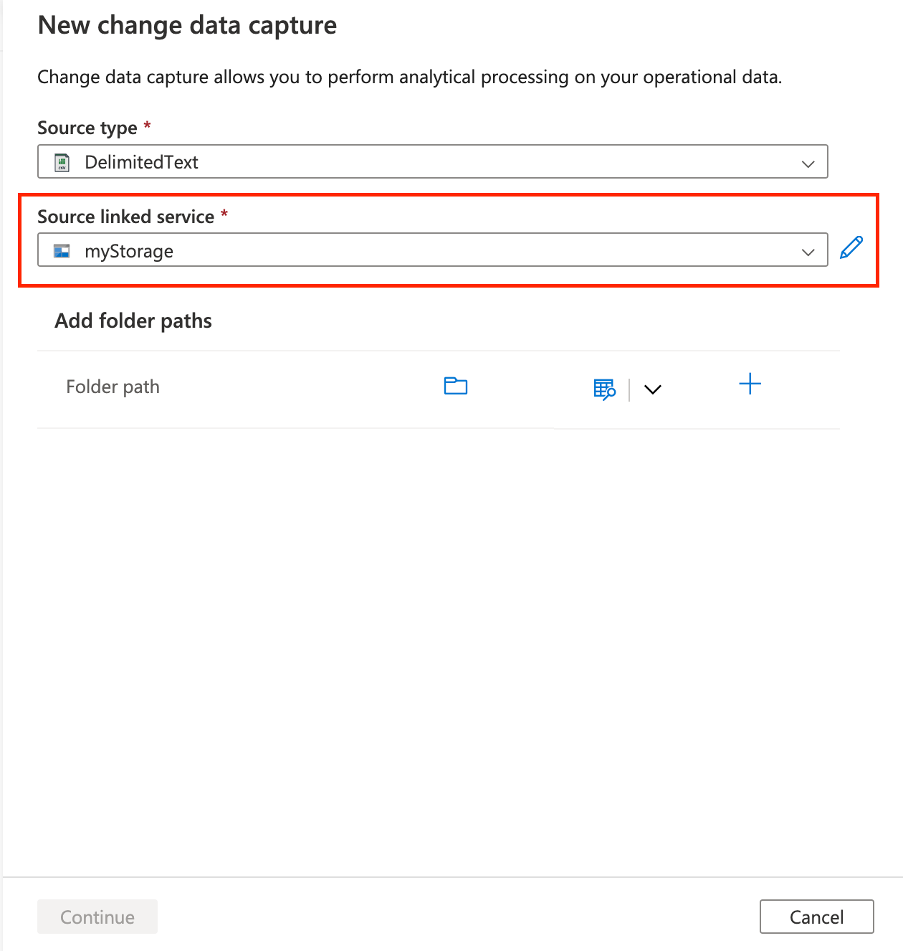 New change data capture
Change data capture allows you to perform analytical processing on your operational data.
Source type *
DelimitedText
Source linked service *
myStorage
Add folder paths
Folder path
Continue
Cancel